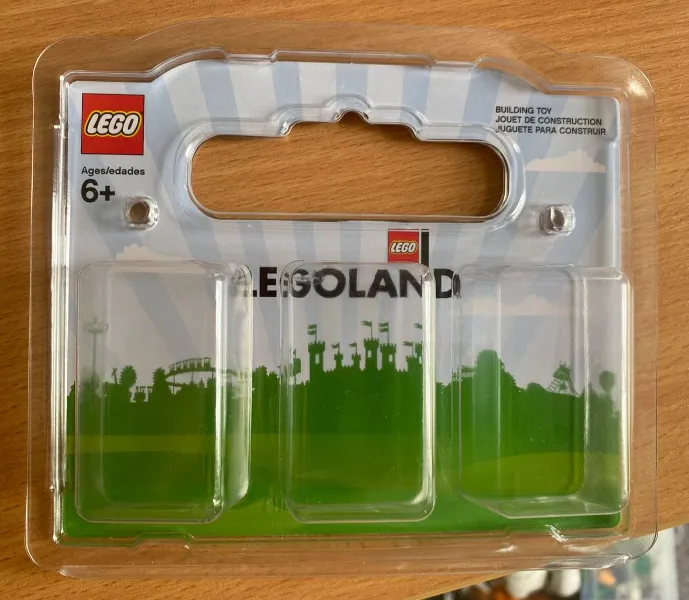 LEGO
BUILDING TOY
JOUET DE CONSTRUCTION
JUGUETE PARA CONSTRUIR
Ages/edades
6+
LEGO
LEGOLAND